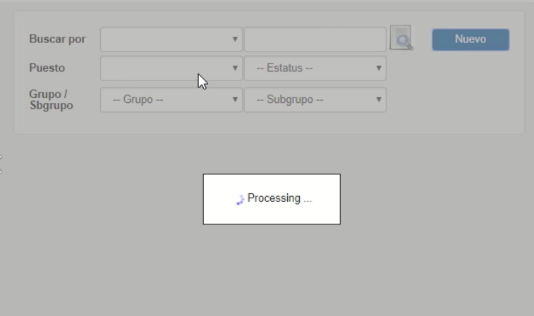 Buscar por Nuevo
Puesto -- Estatus --
Grupo / Sbgrupo -- Grupo -- -- Subgrupo --
Processing ...